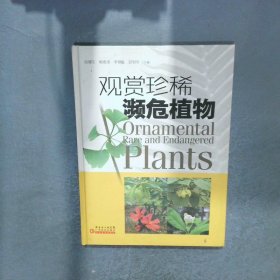 观赏珍稀
濒危植物
Ornamental
Rare and Endangered
Plants